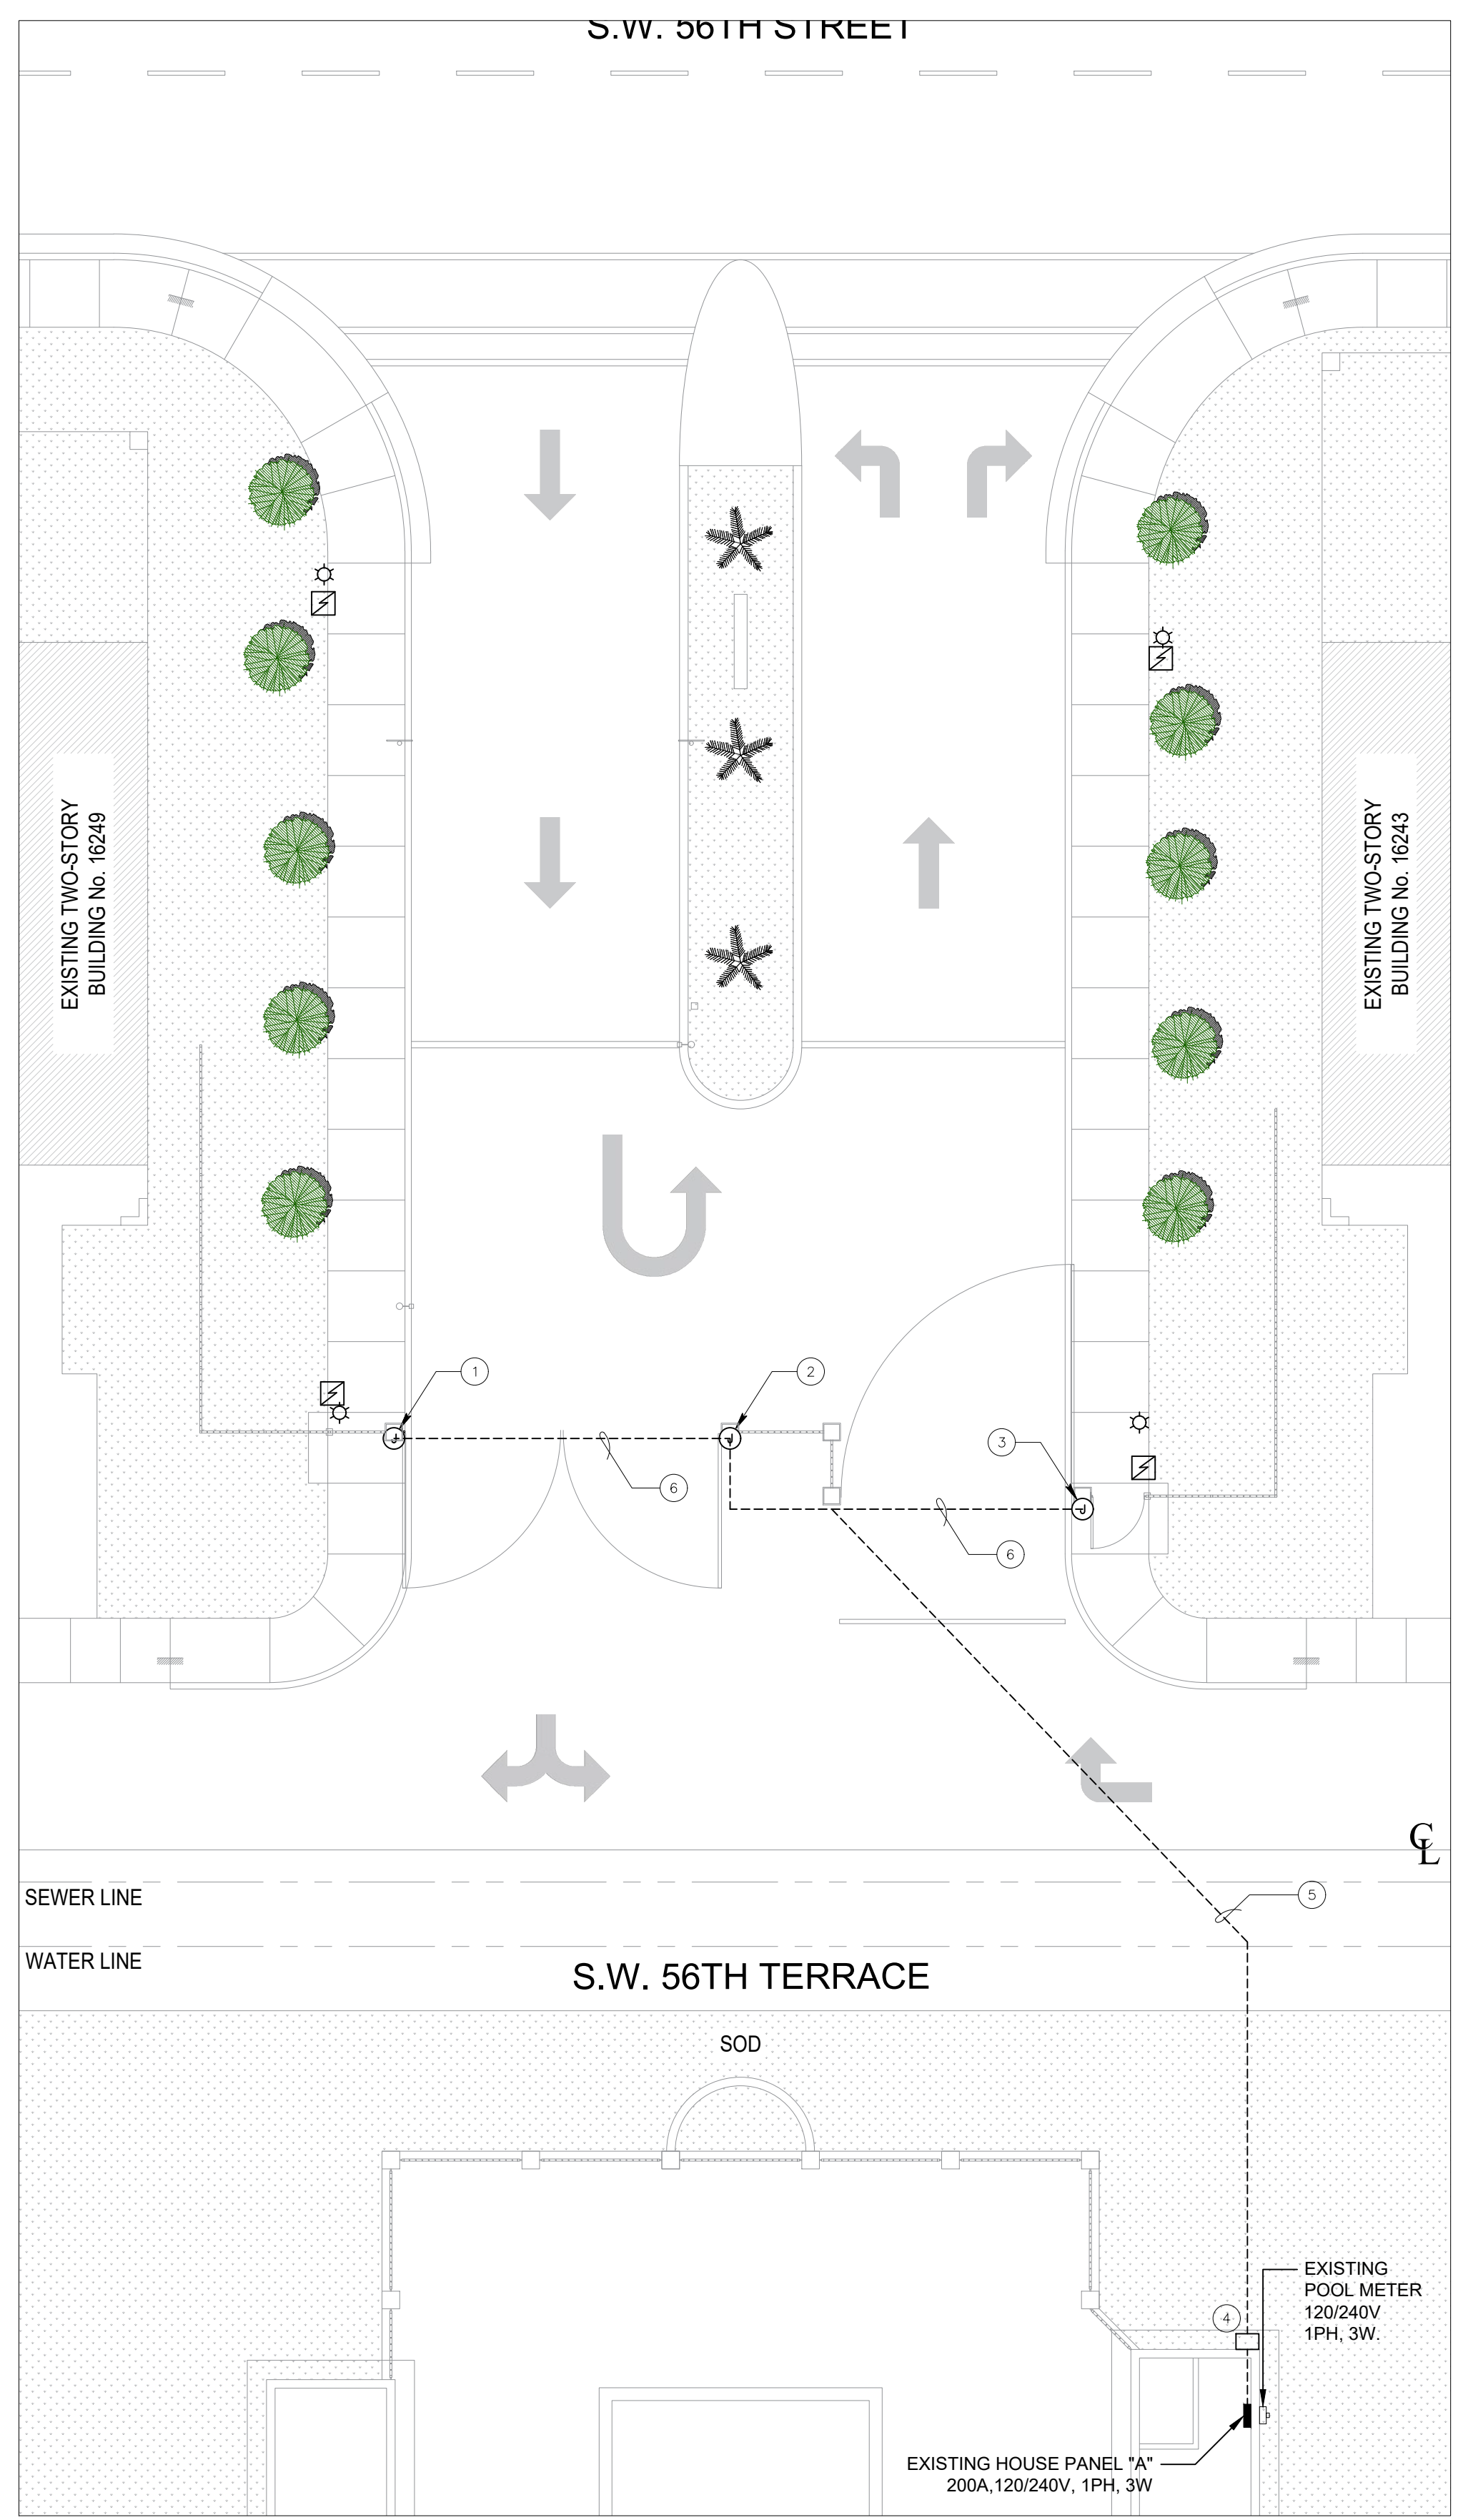 S.W. 56TH STREET
EXISTING TWO-STORY
BUILDING No. 16249
EXISTING TWO-STORY
BUILDING No. 16243
1
2
J
J
3
6
J
6
CL
5
SEWER LINE
WATER LINE
S.W. 56TH TERRACE
SOD
EXISTING
POOL METER
120/240V
1PH, 3W.
4
EXISTING HOUSE PANEL "A"
200A,120/240V, 1PH, 3W